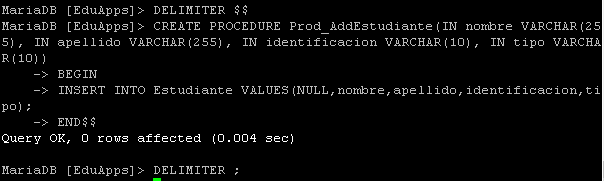 MariaDB [EduApps]> DELIMITER $$
MariaDB [EduApps]> CREATE PROCEDURE Prod_AddEstudiante(IN nombre VARCHAR(25
5), IN apellido VARCHAR(255), IN identificacion VARCHAR(10), IN tipo VARCHA
R(10))
    -> BEGIN
    -> INSERT INTO Estudiante VALUES(NULL,nombre,apellido,identificacion,ti
po);
    -> END$$
Query OK, 0 rows affected (0.004 sec)
MariaDB [EduApps]> DELIMITER ;